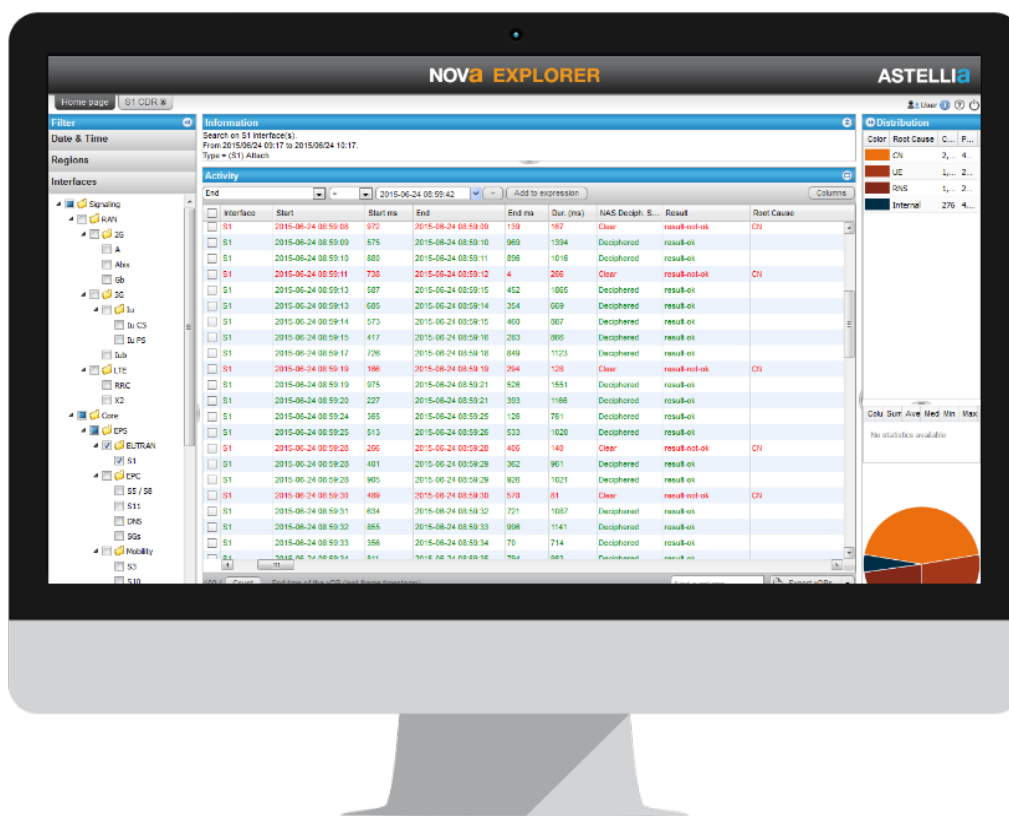 NOVa EXPLORER
ASTELLIa
Home page
S1 CDR
User
Filter
Date & Time
Regions
Interfaces
Signaling
RAN
2G
A
Abis
Gb
3G
Iu
Iu CS
Iu PS
Iub
LTE
RRC
X2
Core
EPS
EUTRAN
S1
EPC
S5 / S8
S11
DNS
SGs
Mobility
S3
S10
Information
Search on S1 interface(s).
From 2015/06/24 09:17 to 2015/06/24 10:17.
Type = (S1) Attach
Activity
End = 2015-06-24 08:59:42 + Add to expression Columns
Interface Start Start ms End End ms Dur. (ms) NAS Deciph. S... Result Root Cause
S1 2015-06-24 08:59:08 972 2015-06-24 08:59:09 139 167 Clear result-not-ok CN
S1 2015-06-24 08:59:09 575 2015-06-24 08:59:10 969 1394 Deciphered result-ok
S1 2015-06-24 08:59:10 880 2015-06-24 08:59:11 896 1016 Deciphered result-ok
S1 2015-06-24 08:59:11 738 2015-06-24 08:59:12 4 266 Clear result-not-ok CN
S1 2015-06-24 08:59:13 587 2015-06-24 08:59:15 452 1865 Deciphered result-ok
S1 2015-06-24 08:59:13 685 2015-06-24 08:59:14 354 669 Deciphered result-ok
S1 2015-06-24 08:59:14 573 2015-06-24 08:59:15 460 887 Deciphered result-ok
S1 2015-06-24 08:59:15 417 2015-06-24 08:59:16 283 866 Deciphered result-ok
S1 2015-06-24 08:59:17 726 2015-06-24 08:59:18 849 1123 Deciphered result-ok
S1 2015-06-24 08:59:19 166 2015-06-24 08:59:19 294 128 Clear result-not-ok CN
S1 2015-06-24 08:59:19 975 2015-06-24 08:59:21 526 1551 Deciphered result-ok
S1 2015-06-24 08:59:20 227 2015-06-24 08:59:21 393 1166 Deciphered result-ok
S1 2015-06-24 08:59:24 365 2015-06-24 08:59:25 126 761 Deciphered result-ok
S1 2015-06-24 08:59:25 513 2015-06-24 08:59:26 533 1020 Deciphered result-ok
S1 2015-06-24 08:59:28 266 2015-06-24 08:59:28 406 140 Clear result-not-ok CN
S1 2015-06-24 08:59:28 401 2015-06-24 08:59:29 362 961 Deciphered result-ok
S1 2015-06-24 08:59:28 905 2015-06-24 08:59:29 926 1021 Deciphered result-ok
S1 2015-06-24 08:59:30 489 2015-06-24 08:59:30 570 81 Clear result-not-ok CN
S1 2015-06-24 08:59:31 634 2015-06-24 08:59:32 721 1087 Deciphered result-ok
S1 2015-06-24 08:59:32 855 2015-06-24 08:59:33 996 1141 Deciphered result-ok
S1 2015-06-24 08:59:33 356 2015-06-24 08:59:34 70 714 Deciphered result-ok
Count
Export xDRs
Distribution
Color Root Cause C... P...
CN 2,... 4...
UE 1,... 2...
RNS 1,... 2...
Internal 276 4...
Colu Sum Ave Med Min Max
No statistics available